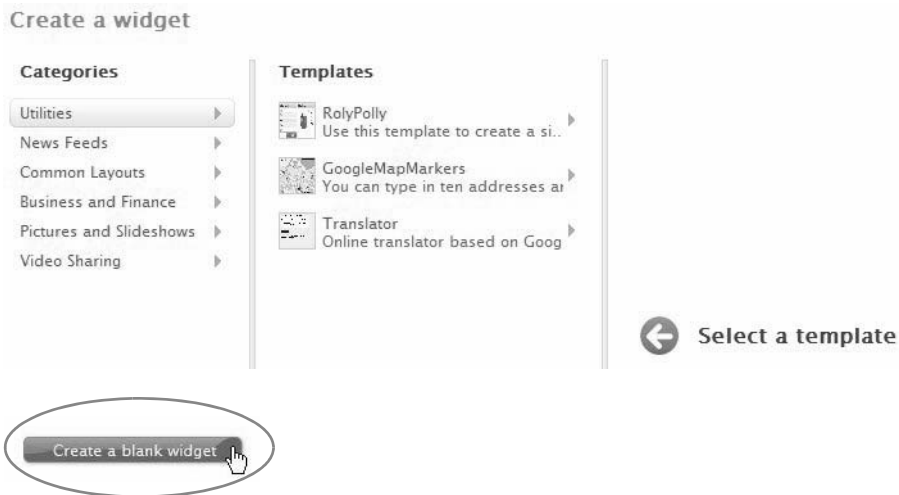 Create a widget
Categories
Utilities
News Feeds
Common Layouts
Business and Finance
Pictures and Slideshows
Video Sharing
Templates
RolyPolly
Use this template to create a si..
GoogleMapMarkers
You can type in ten addresses ar
Translator
Online translator based on Goog
Select a template
Create a blank widget